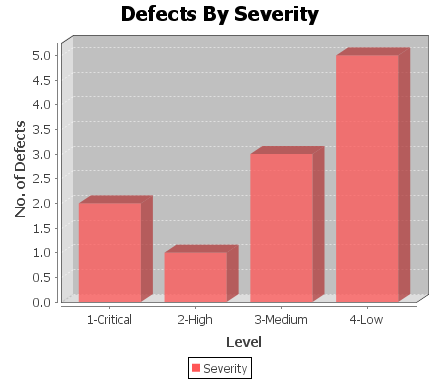 Defects By Severity
No. of Defects
5.0
4.5
4.0
3.5
3.0
2.5
2.0
1.5
1.0
0.5
0.0
1-Critical
2-High
3-Medium
4-Low
Level
Severity